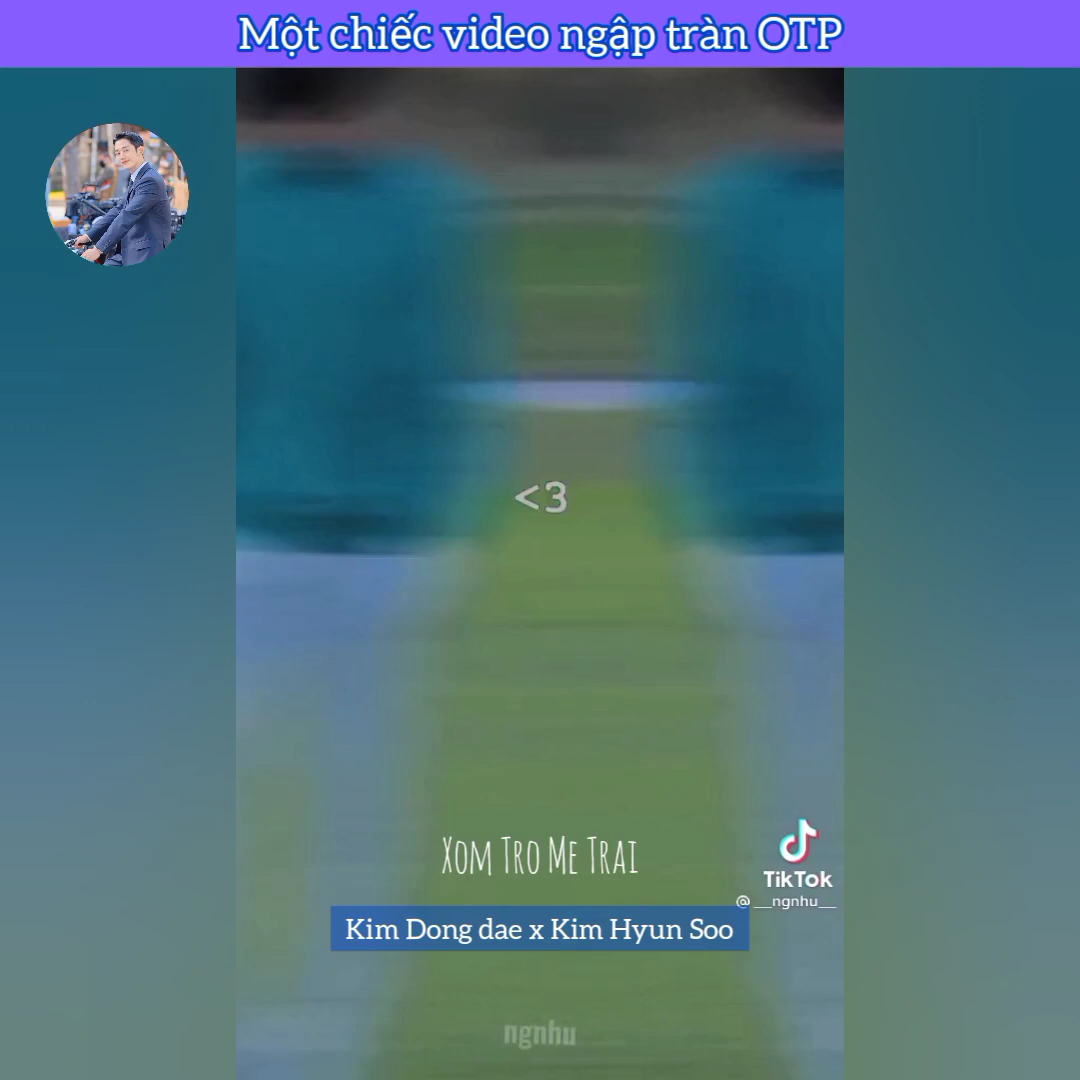 Một chiếc video ngập tràn OTP
<3
XOM TRO ME TRAI
TikTok
@__ngnhu__
Kim Dong dae x Kim Hyun Soo
ngnhu